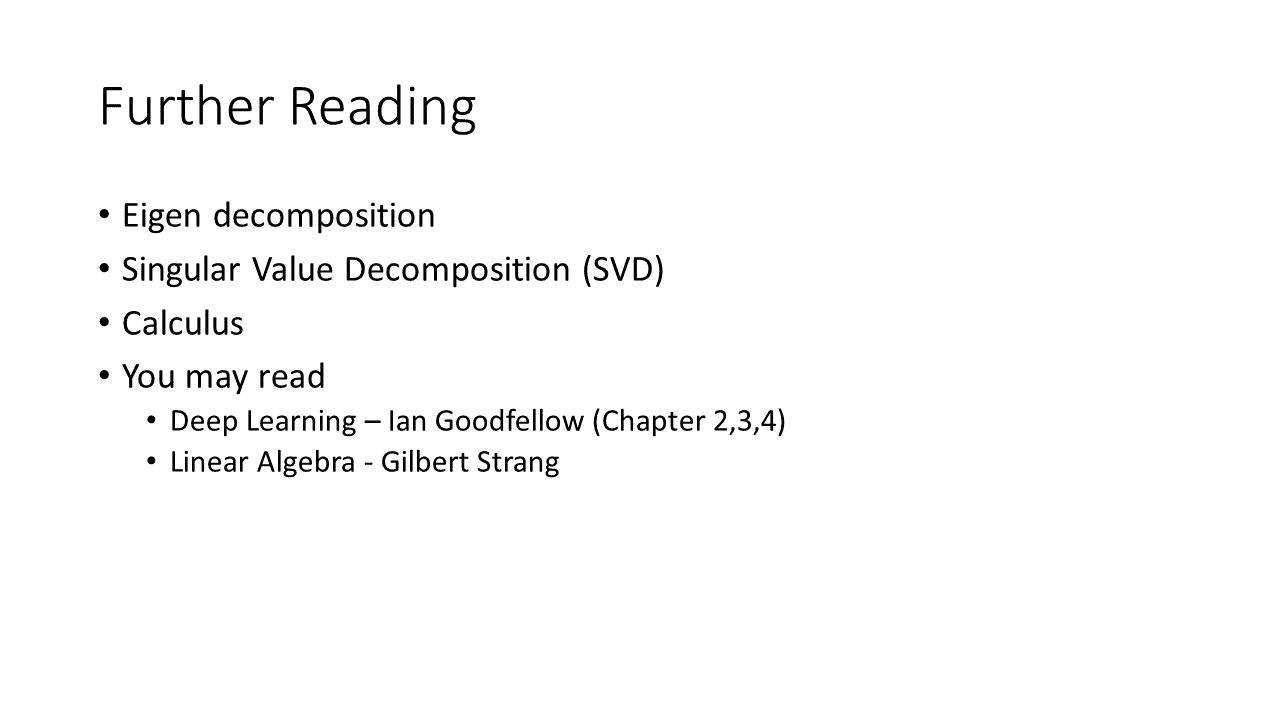 Further Reading
• Eigen decomposition
• Singular Value Decomposition (SVD)
• Calculus
• You may read
• Deep Learning – Ian Goodfellow (Chapter 2,3,4)
• Linear Algebra - Gilbert Strang